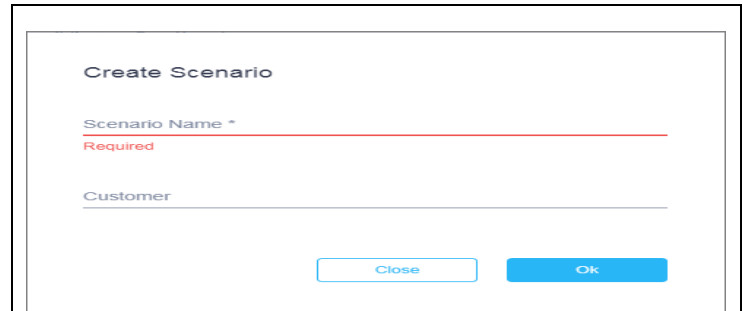 Create Scenario
Scenario Name *
Required
Customer
Close Ok